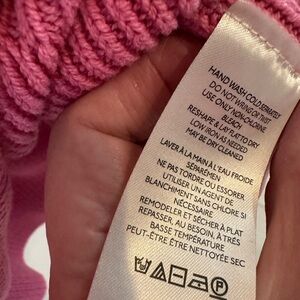 HAND WASH COLD SEPARATELY
DO NOT WRING OR TWIST
USE ONLY NON-CHLORINE
BLEACH
RESHAPE & LAY FLAT TO DRY
LOW IRON AS NEEDED
MAY BE DRY CLEANED
LAVER À LA MAIN À L'EAU FROIDE
SÉPARÉMEN
NE PAS TORDRE OU ESSORER
UTILISER UN AGENT DE
BLANCHIMENT SANS CHLORE SI
NÉCESSAIRE
REMODELER ET SÉCHER À PLAT
REPASSER, AU BESOIN, À TRÈS
BASSE TEMPÉRATURE
PEUT-ÊTRE ÊTRE NETTOYÉE SEC